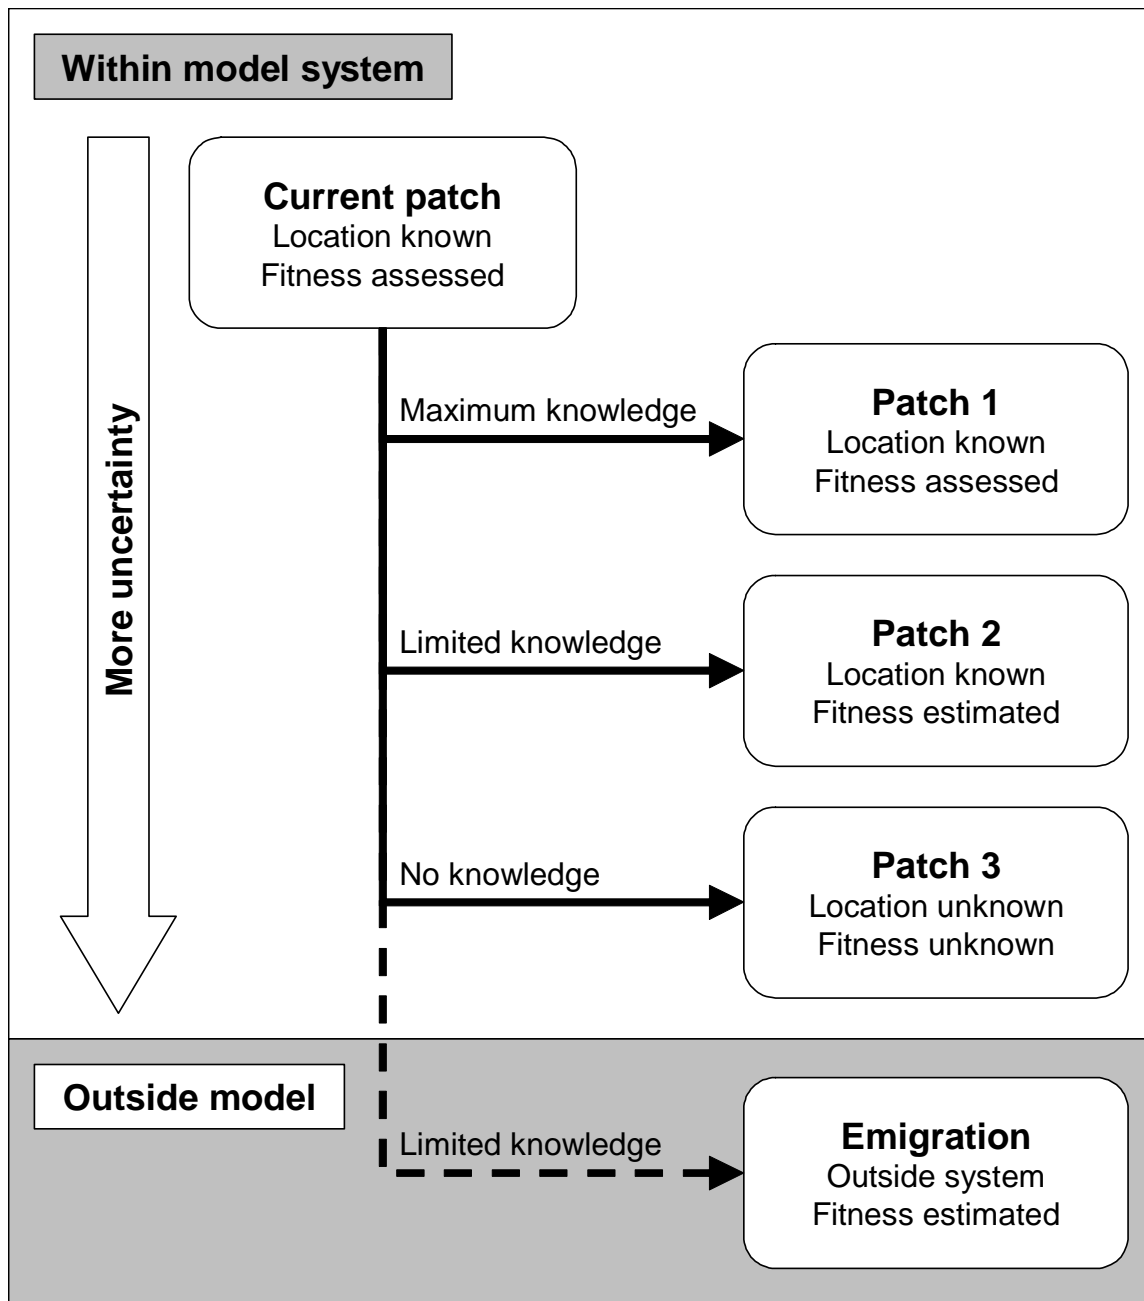 Within model system
Current patch
Location known
Fitness assessed
More uncertainty
Maximum knowledge
Patch 1
Location known
Fitness assessed
Limited knowledge
Patch 2
Location known
Fitness estimated
No knowledge
Patch 3
Location unknown
Fitness unknown
Outside model
Limited knowledge
Emigration
Outside system
Fitness estimated